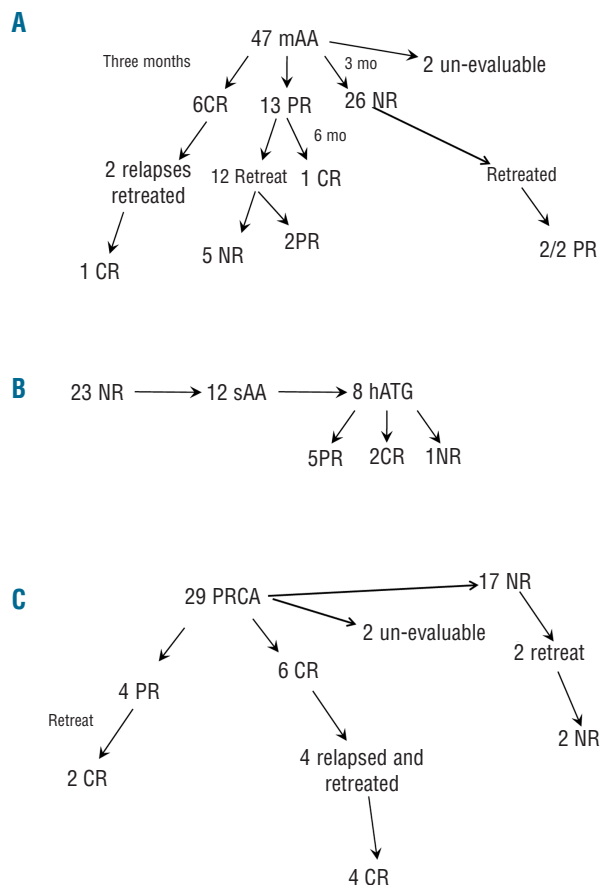 A
47 mAA
Three months
3 mo
2 un-evaluable
6CR
13 PR
26 NR
6 mo
2 relapses
retreated
12 Retreat
1 CR
Retreated
1 CR
5 NR
2PR
2/2 PR
B
23 NR
12 sAA
8 hATG
5PR
2CR
1NR
C
29 PRCA
17 NR
2 un-evaluable
2 retreat
4 PR
6 CR
Retreat
2 NR
2 CR
4 relapsed and
retreated
4 CR